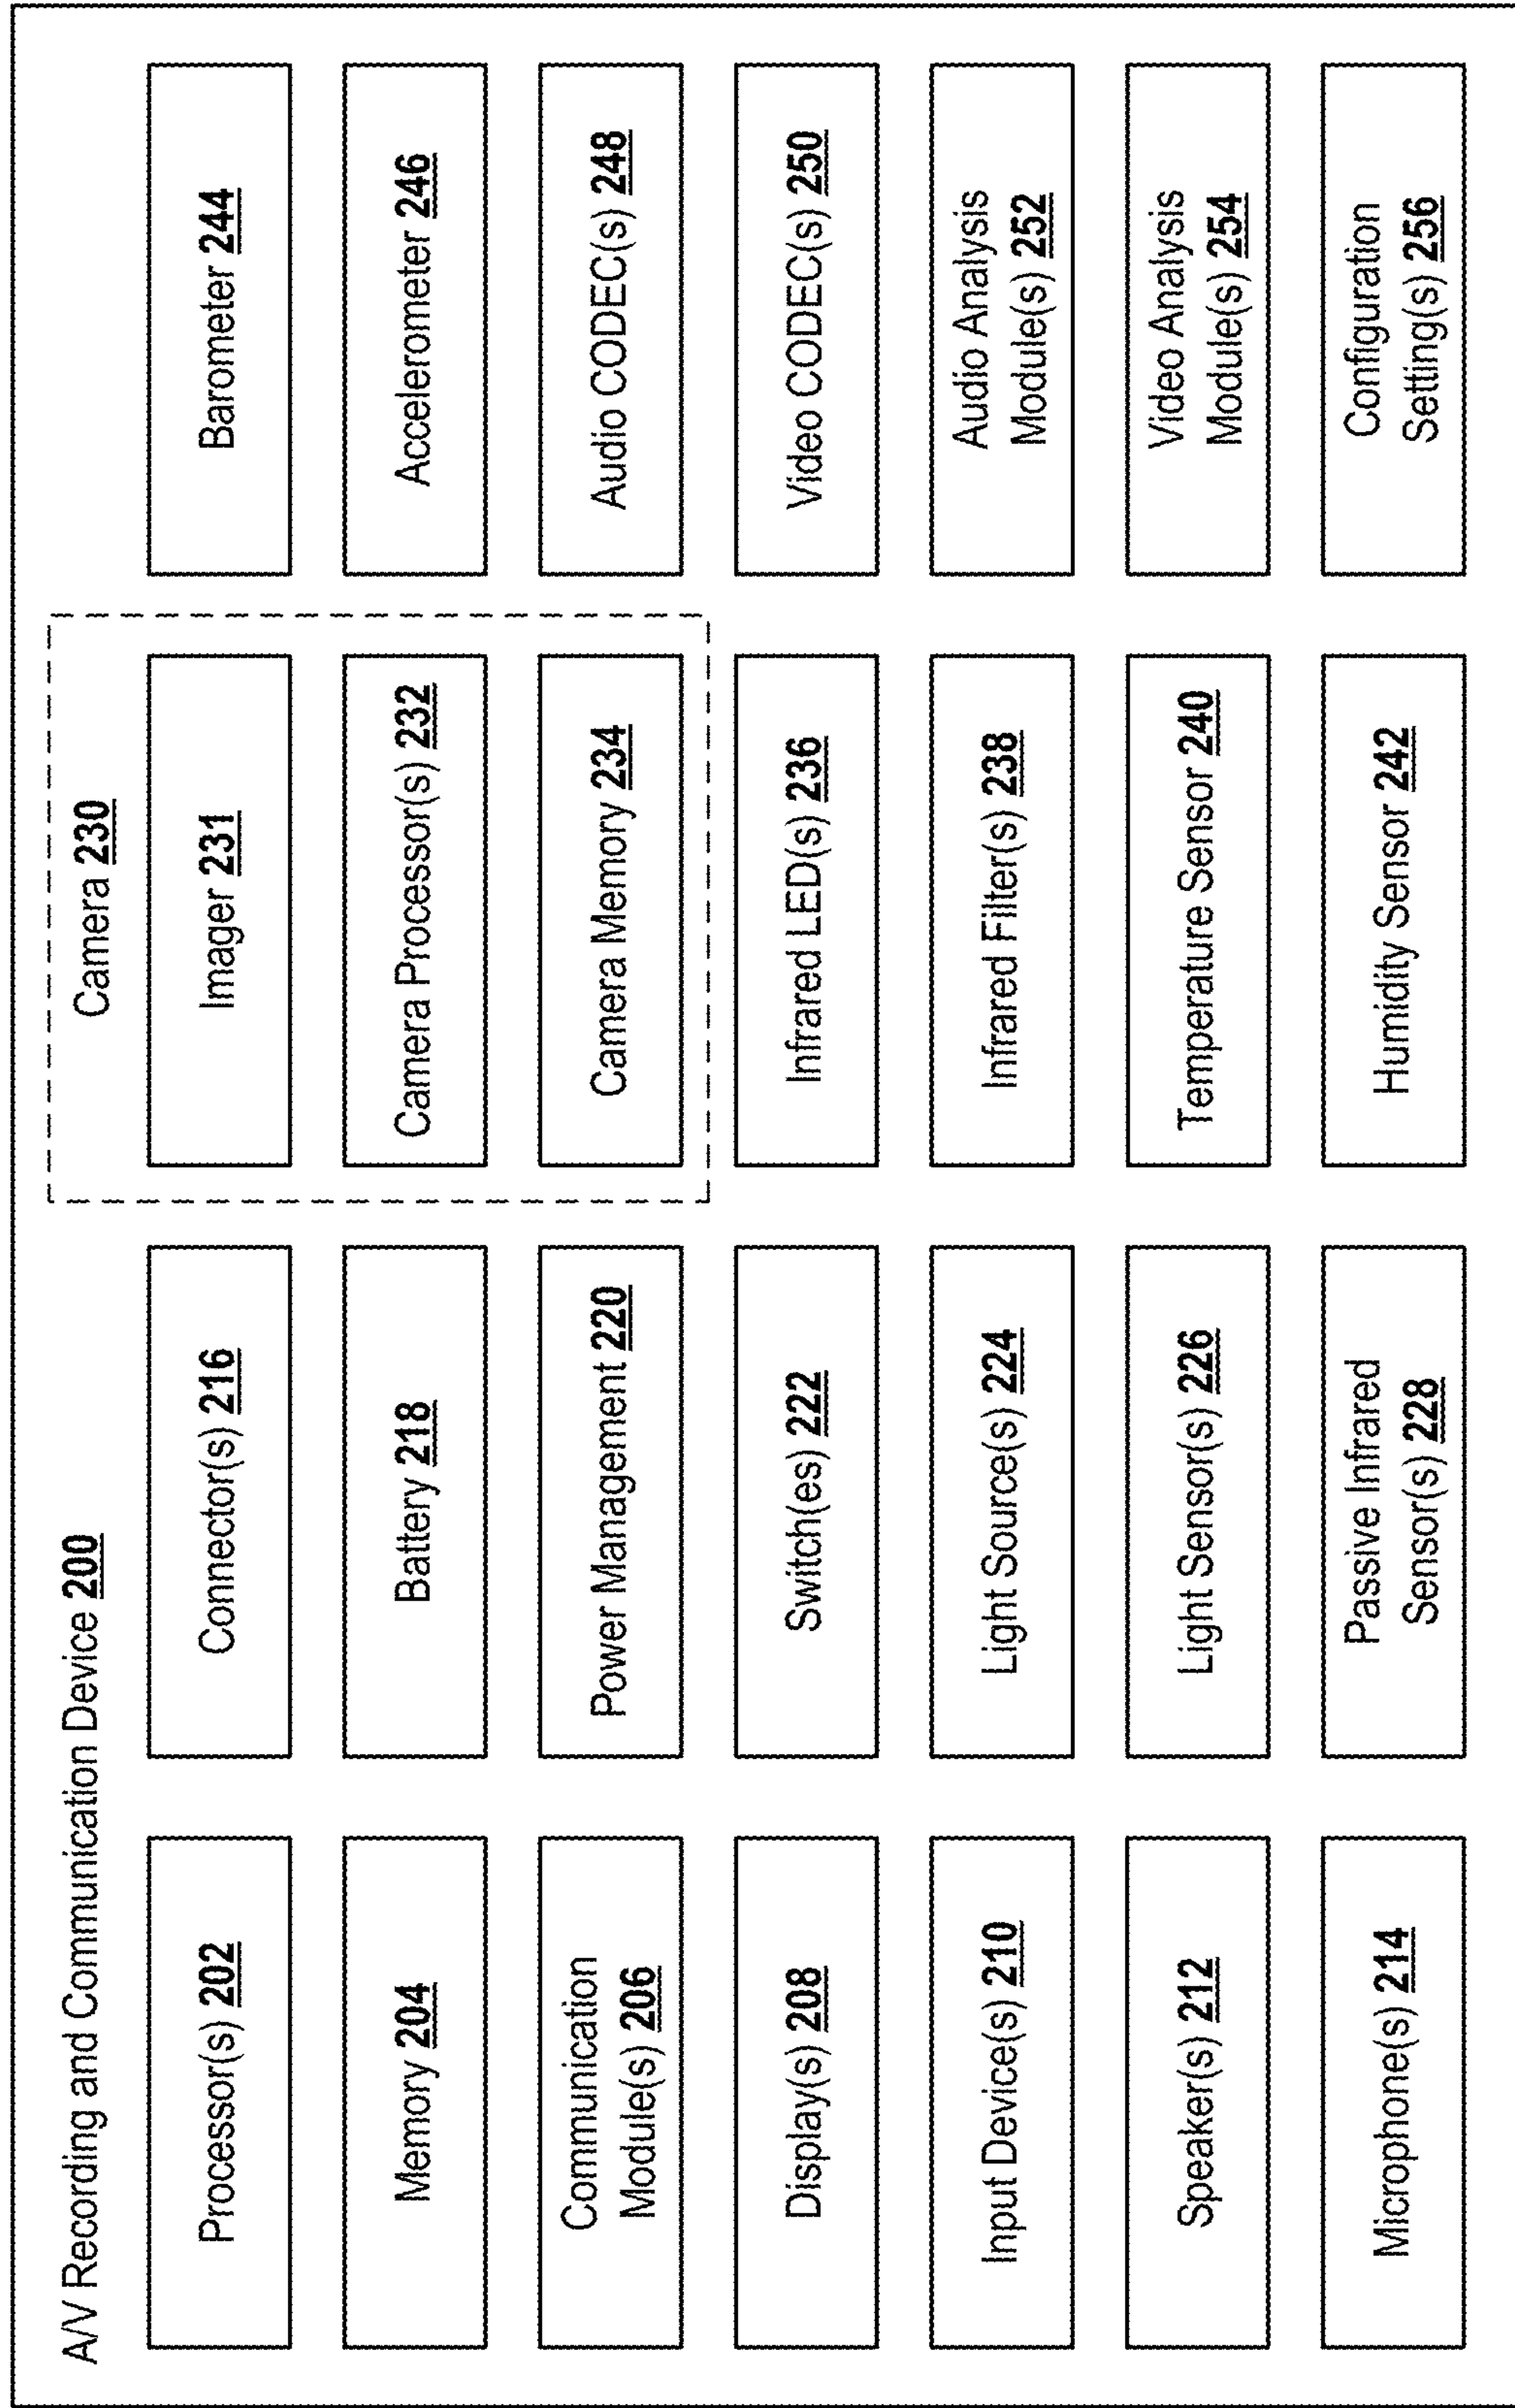 A/V Recording and Communication Device 200
Processor(s) 202
Memory 204
Communication
Module(s) 206
Display(s) 208
Input Device(s) 210
Speaker(s) 212
Microphone(s) 214
Connector(s) 216
Battery 218
Power Management 220
Switch(es) 222
Light Source(s) 224
Light Sensor(s) 226
Passive Infrared
Sensor(s) 228
Camera 230
Imager 231
Camera Processor(s) 232
Camera Memory 234
Infrared LED(s) 236
Infrared Filter(s) 238
Temperature Sensor 240
Humidity Sensor 242
Barometer 244
Accelerometer 246
Audio CODEC(s) 248
Video CODEC(s) 250
Audio Analysis
Module(s) 252
Video Analysis
Module(s) 254
Configuration
Setting(s) 256